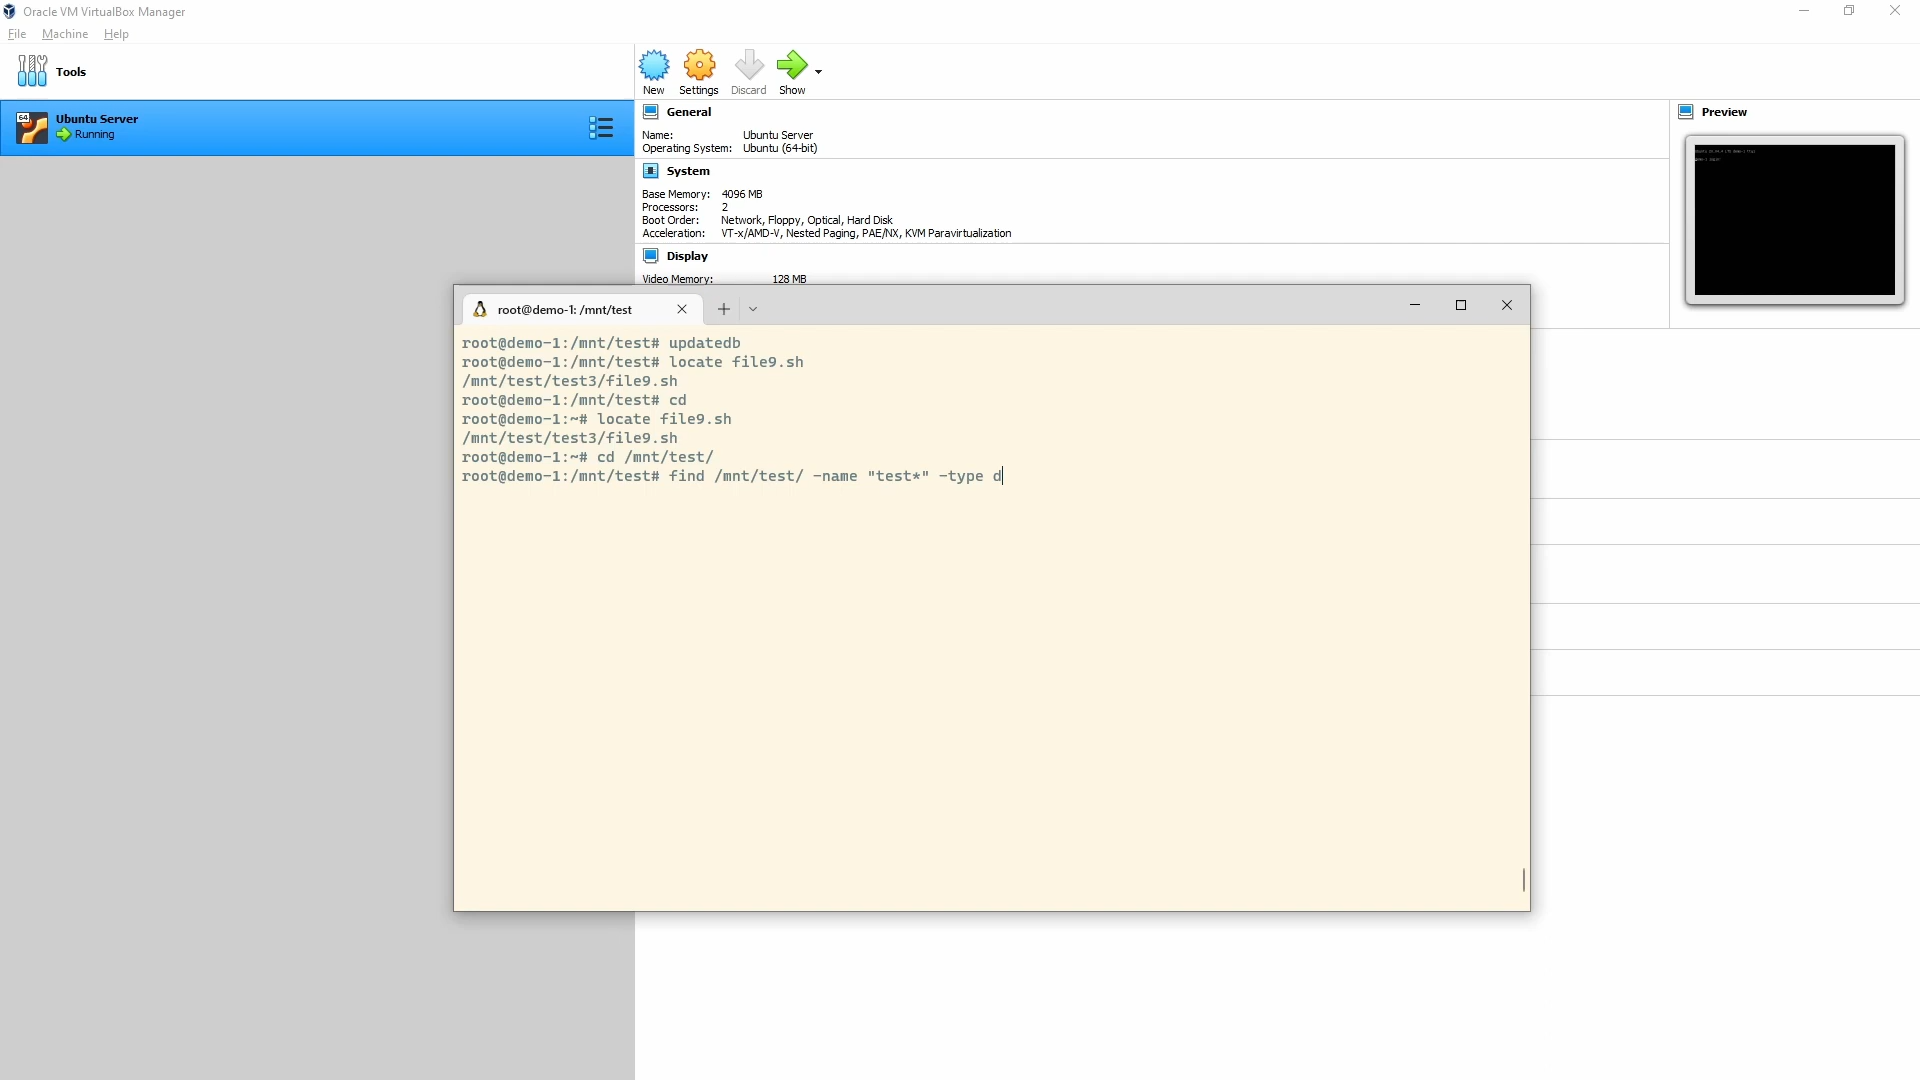 Oracle VM VirtualBox Manager
File Machine Help
Tools
New Settings Discard Show
64
Ubuntu Server
Running
General
Name: Ubuntu Server
Operating System: Ubuntu (64-bit)
System
Base Memory: 4096 MB
Processors: 2
Boot Order: Network, Floppy, Optical, Hard Disk
Acceleration: VT-x/AMD-V, Nested Paging, PAE/NX, KVM Paravirtualization
Display
Video Memory: 128 MB
Preview
root@demo-1: /mnt/test
root@demo-1:/mnt/test# updatedb
root@demo-1:/mnt/test# locate file9.sh
/mnt/test/test3/file9.sh
root@demo-1:/mnt/test# cd
root@demo-1:~# locate file9.sh
/mnt/test/test3/file9.sh
root@demo-1:~# cd /mnt/test/
root@demo-1:/mnt/test# find /mnt/test/ -name "test*" -type d